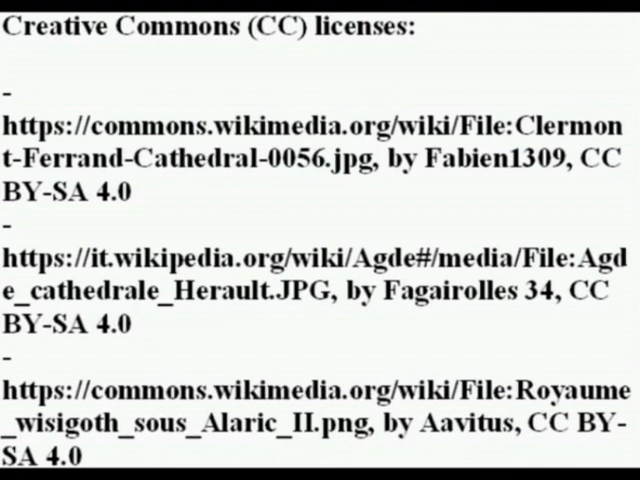 Creative Commons (CC) licenses:
-
https://commons.wikimedia.org/wiki/File:Clermon
t-Ferrand-Cathedral-0056.jpg, by Fabien1309, CC
BY-SA 4.0
-
https://it.wikipedia.org/wiki/Agde#/media/File:Agd
e_cathedrale_Herault.JPG, by Fagairolles 34, CC
BY-SA 4.0
-
https://commons.wikimedia.org/wiki/File:Royaume
_wisigoth_sous_Alaric_II.png, by Aavitus, CC BY-
SA 4.0